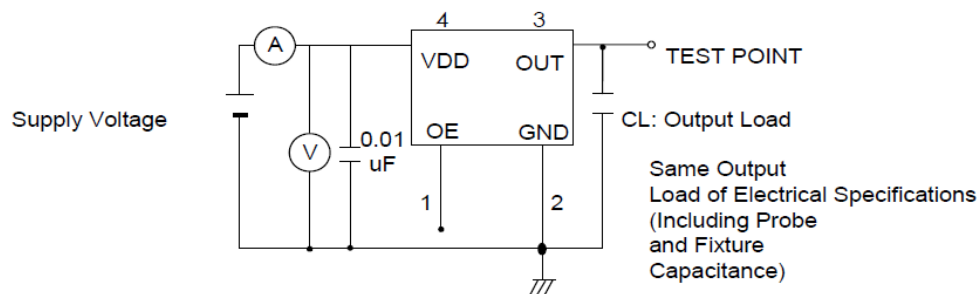 4
3
A
VDD
OUT
TEST POINT
Supply Voltage
V
0.01
uF
OE
GND
CL: Output Load
1
2
Same Output
Load of Electrical Specifications
(Including Probe
and Fixture
Capacitance)